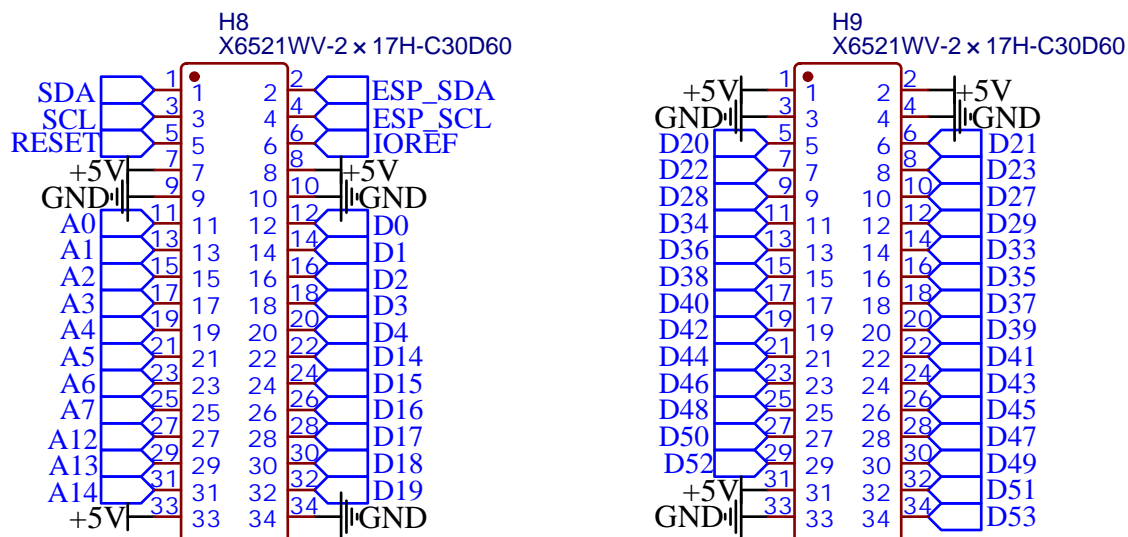 H8
X6521WV-2×17H-C30D60
SDA 1 1 2 2 ESP_SDA
SCL 3 3 4 4 ESP_SCL
RESET 5 5 6 6 IOREF
+5V 7 7 8 8 +5V
GND 9 9 10 10 GND
A0 11 11 12 12 D0
A1 13 13 14 14 D1
A2 15 15 16 16 D2
A3 17 17 18 18 D3
A4 19 19 20 20 D4
A5 21 21 22 22 D14
A6 23 23 24 24 D15
A7 25 25 26 26 D16
A12 27 27 28 28 D17
A13 29 29 30 30 D18
A14 31 31 32 32 D19
+5V 33 33 34 34 GND
H9
X6521WV-2×17H-C30D60
+5V 1 1 2 2 +5V
GND 3 3 4 4 GND
D20 5 5 6 6 D21
D22 7 7 8 8 D23
D28 9 9 10 10 D27
D34 11 11 12 12 D29
D36 13 13 14 14 D33
D38 15 15 16 16 D35
D40 17 17 18 18 D37
D42 19 19 20 20 D39
D44 21 21 22 22 D41
D46 23 23 24 24 D43
D48 25 25 26 26 D45
D50 27 27 28 28 D47
D52 29 29 30 30 D49
+5V 31 31 32 32 D51
GND 33 33 34 34 D53